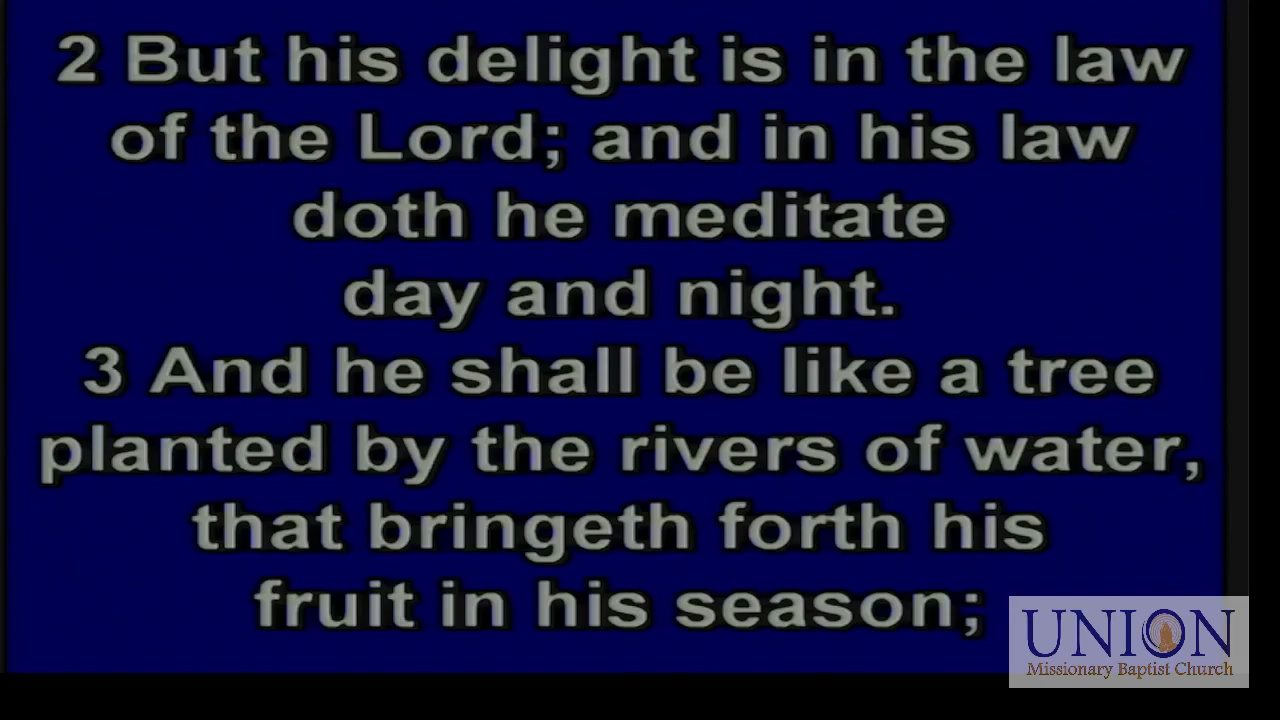 2 But his delight is in the law
of the Lord; and in his law
doth he meditate
day and night.
3 And he shall be like a tree
planted by the rivers of water,
that bringeth forth his
fruit in his season;
UNION
Missionary Baptist Church